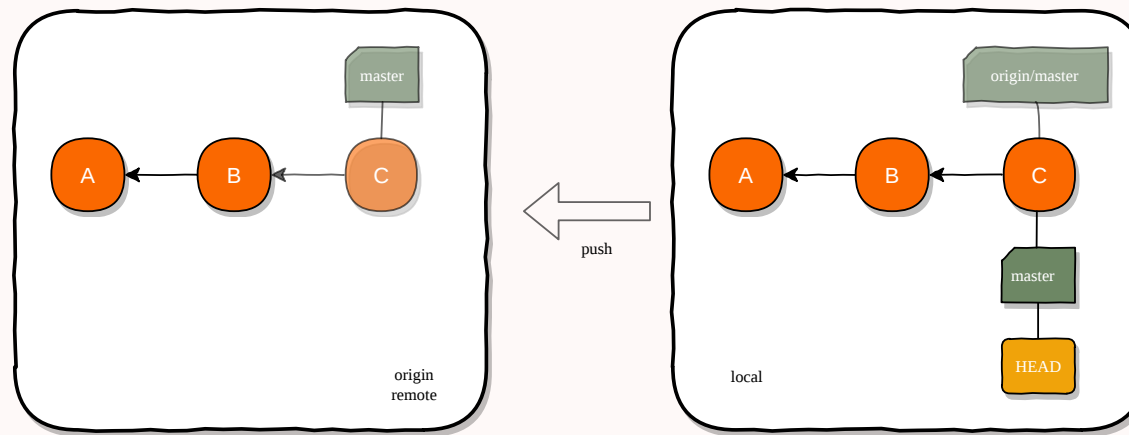 master
A
B
C
origin
remote
push
origin/master
A
B
C
master
HEAD
local